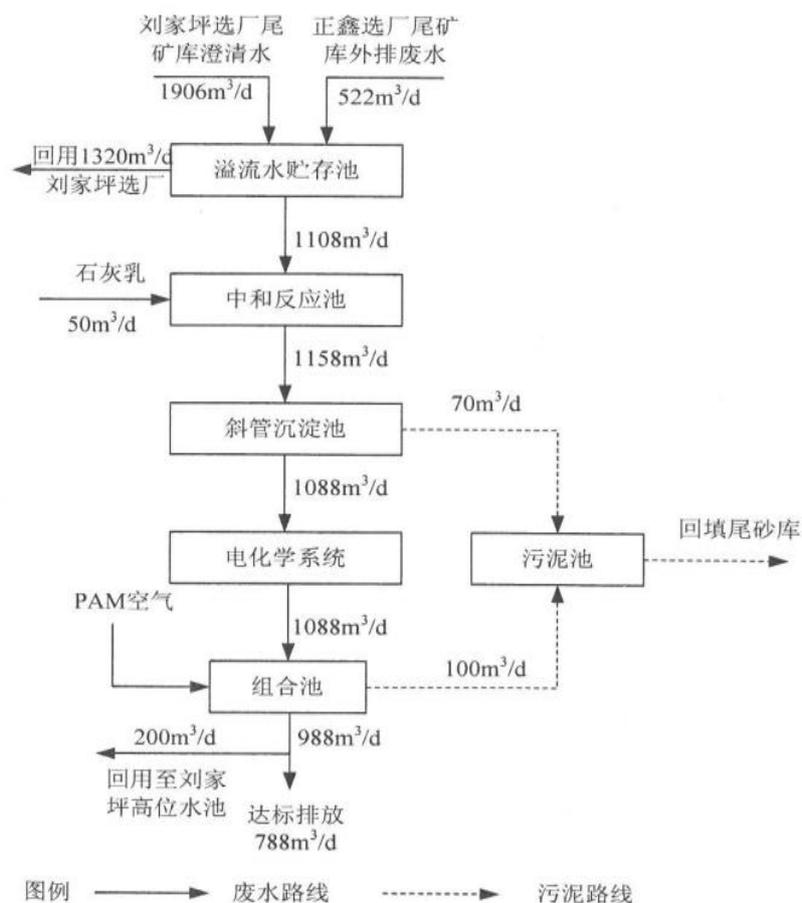 刘家坪选厂尾
矿库澄清水
正鑫选厂尾矿
库外排废水
1906m³/d
522m³/d
回用1320m³/d
刘家坪选厂
溢流水贮存池
1108m³/d
石灰乳
50m³/d
中和反应池
1158m³/d
斜管沉淀池
70m³/d
1088m³/d
电化学系统
污泥池
回填尾砂库
PAM空气
1088m³/d
组合池
100m³/d
200m³/d
988m³/d
回用至刘家
坪高位水池
达标排放
788m³/d
图例
废水路线
污泥路线